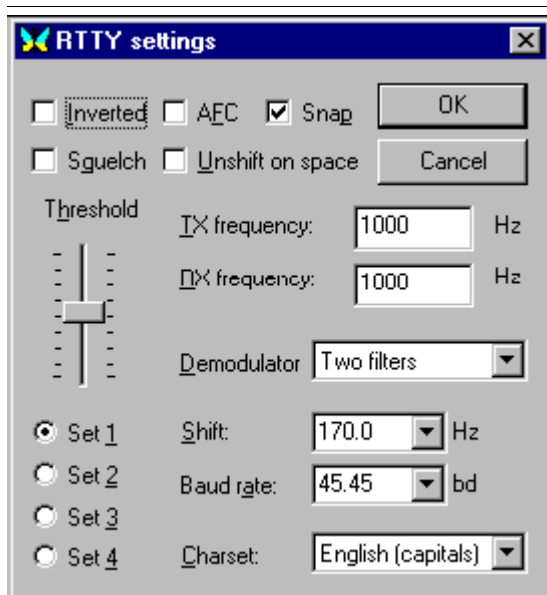 RTTY settings
Inverted AFC Snap OK
Squelch Unshift on space Cancel
Threshold
TX frequency: 1000 Hz
RX frequency: 1000 Hz
Demodulator Two filters
Set 1 Shift: 170.0 Hz
Set 2 Baud rate: 45.45 bd
Set 3
Set 4 Charset: English (capitals)